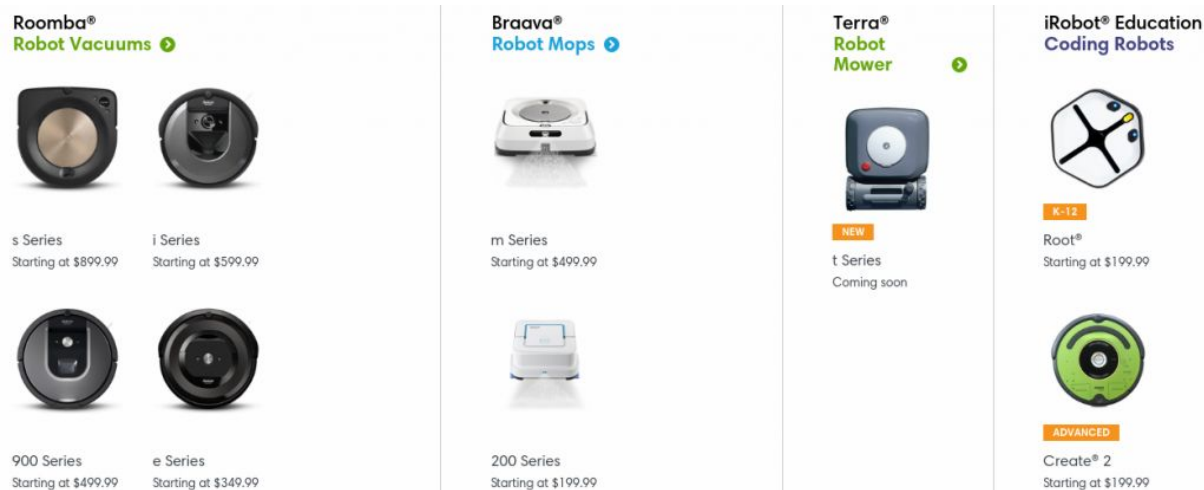 Roomba®
Robot Vacuums
s Series
Starting at $899.99
i Series
Starting at $599.99
900 Series
Starting at $499.99
e Series
Starting at $349.99
Braava®
Robot Mops
m Series
Starting at $499.99
200 Series
Starting at $199.99
Terra®
Robot
Mower
NEW
t Series
Coming soon
iRobot® Education
Coding Robots
K-12
Root®
Starting at $199.99
ADVANCED
Create® 2
Starting at $199.99